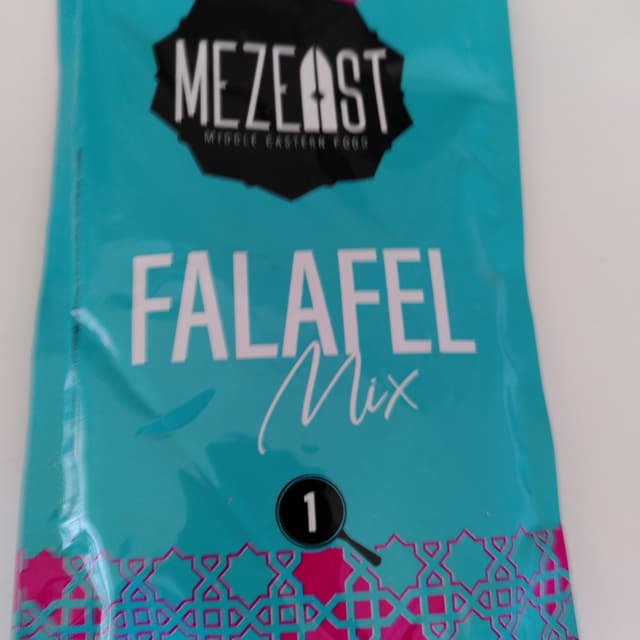 MEZEAST
MIDDLE EASTERN FOOD
FALAFEL
Mix
1